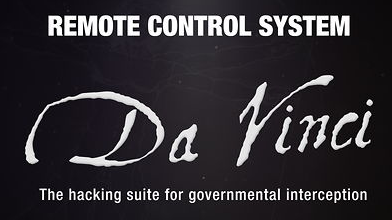 REMOTE CONTROL SYSTEM
Da Vinci
The hacking suite for governmental interception